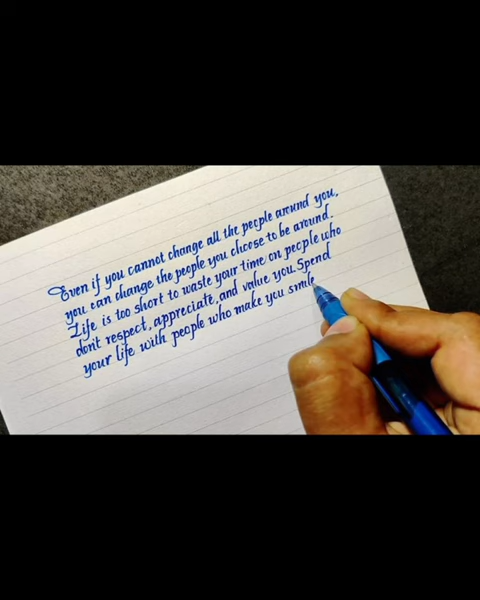 Even if you cannot change all the people around you,
you can change the people you choose to be around.
Life is too short to waste your time on people who
don't respect, appreciate, and value you. Spend
your life with people who make you smile